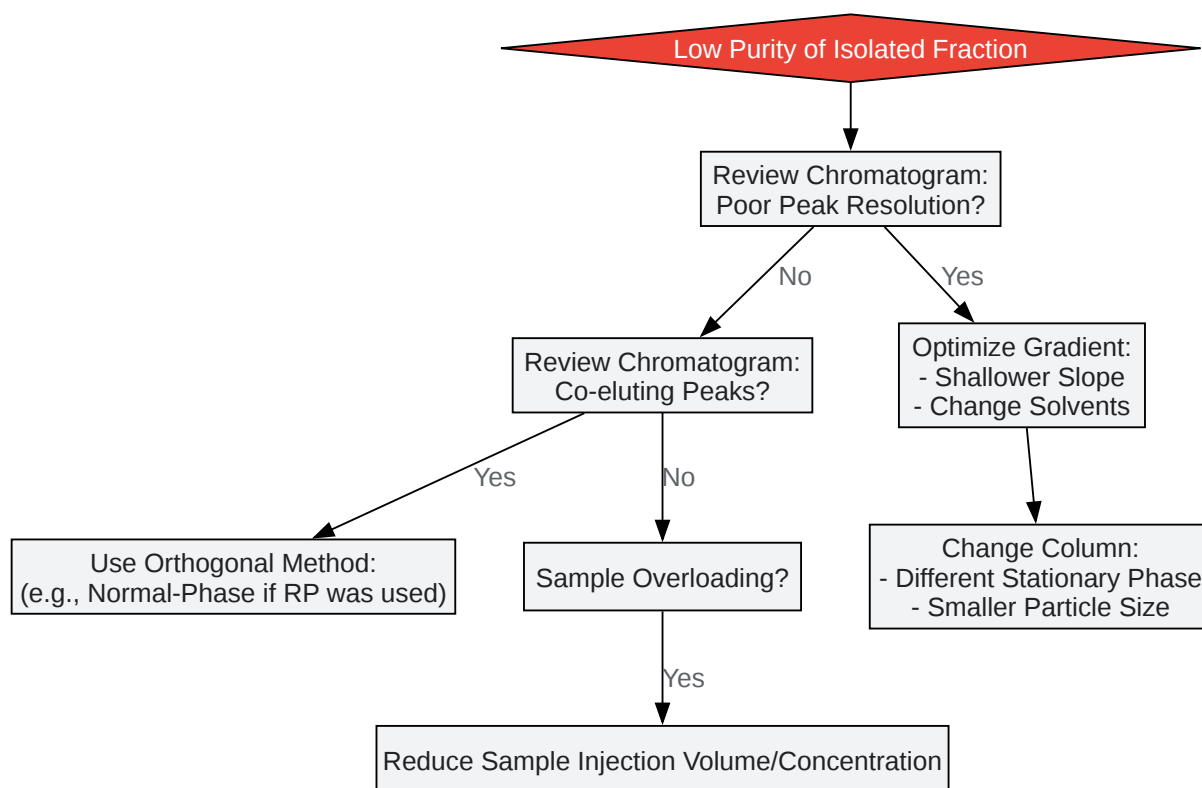 Low Purity of Isolated Fraction
Review Chromatogram:
Poor Peak Resolution?
No
Yes
Review Chromatogram:
Co-eluting Peaks?
Optimize Gradient:
- Shallower Slope
- Change Solvents
Yes
No
Use Orthogonal Method:
(e.g., Normal-Phase if RP was used)
Sample Overloading?
Change Column:
- Different Stationary Phase
- Smaller Particle Size
Yes
Reduce Sample Injection Volume/Concentration